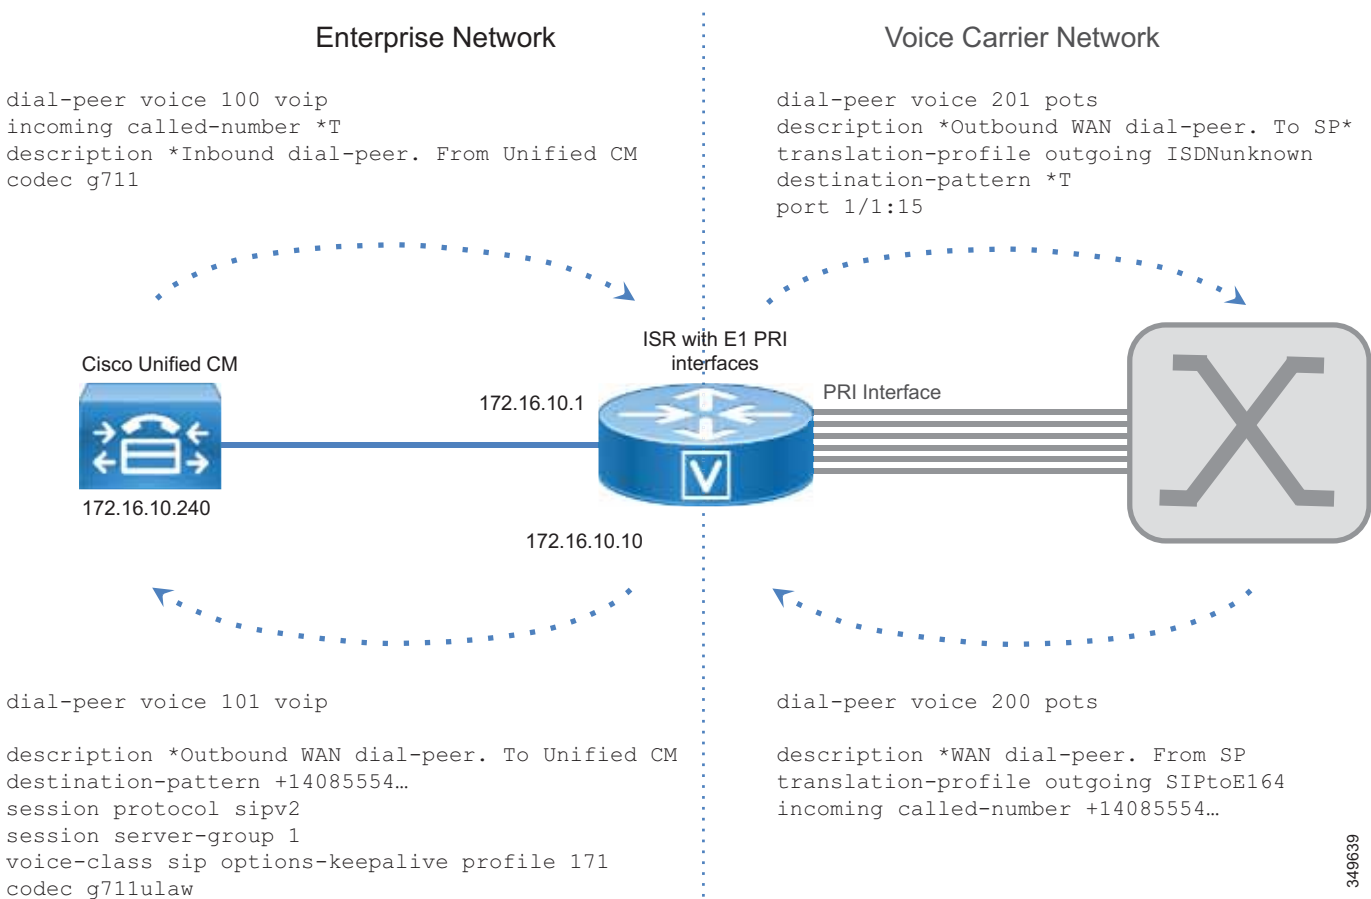 Enterprise Network
Voice Carrier Network
dial-peer voice 100 voip
incoming called-number *T
description *Inbound dial-peer. From Unified CM
codec g711
dial-peer voice 201 pots
description *Outbound WAN dial-peer. To SP*
translation-profile outgoing ISDNunknown
destination-pattern *T
port 1/1:15
Cisco Unified CM
172.16.10.240
172.16.10.1
ISR with E1 PRI
interfaces
V
172.16.10.10
PRI Interface
dial-peer voice 101 voip
description *Outbound WAN dial-peer. To Unified CM
destination-pattern +14085554…
session protocol sipv2
session server-group 1
voice-class sip options-keepalive profile 171
codec g711ulaw
dial-peer voice 200 pots
description *WAN dial-peer. From SP
translation-profile outgoing SIPtoE164
incoming called-number +14085554…
349639